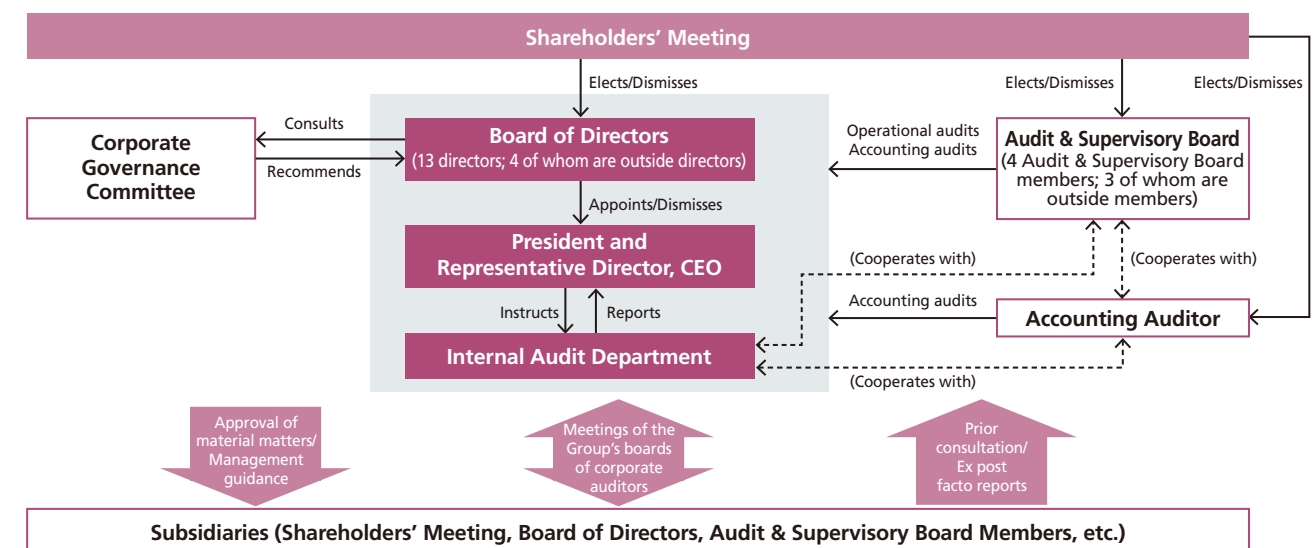 Shareholders' Meeting
Elects/Dismisses
Elects/Dismisses
Elects/Dismisses
Corporate
Governance
Committee
Consults
Recommends
Board of Directors
(13 directors; 4 of whom are outside directors)
Operational audits
Accounting audits
Audit & Supervisory Board
(4 Audit & Supervisory Board
members; 3 of whom are
outside members)
Appoints/Dismisses
President and
Representative Director, CEO
(Cooperates with)
(Cooperates with)
Instructs
Reports
Accounting audits
Accounting Auditor
Internal Audit Department
(Cooperates with)
Approval of
material matters/
Management
guidance
Meetings of the
Group's boards
of corporate
auditors
Prior
consultation/
Ex post
facto reports
Subsidiaries (Shareholders' Meeting, Board of Directors, Audit & Supervisory Board Members, etc.)